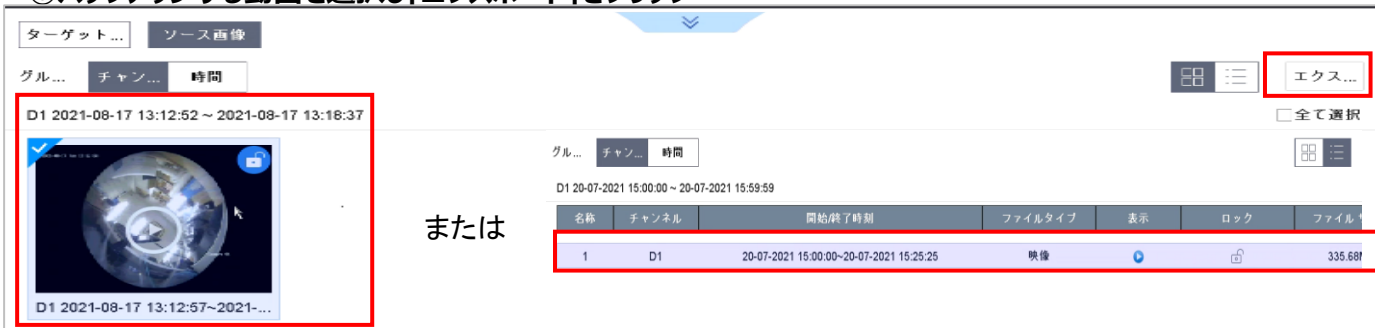 ターゲット...
ソース画像
グル...
チャン...
時間
エクス...
D1 2021-08-17 13:12:52 ~ 2021-08-17 13:18:37
全て選択
D1 2021-08-17 13:12:57~2021-...
または
グル...
チャン...
時間
D1 20-07-2021 15:00:00 ~ 20-07-2021 15:59:59
名称 チャンネル 開始/終了時刻 ファイルタイプ 表示 ロック ファイル
1 D1 20-07-2021 15:00:00~20-07-2021 15:25:25 映像 335.68